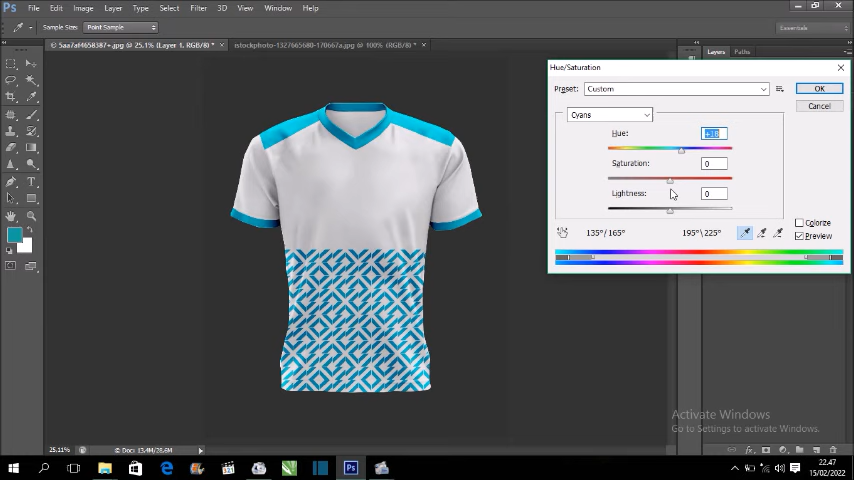 Ps File Edit Image Layer Type Select Filter 3D View Window Help
Sample Size: Point Sample Essentials
5aa7af4658387+.jpg @ 25.1% (Layer 1, RGB/8) * × istockphoto-1327665180-170667a.jpg @ 100% (RGB/8*) * ×
Layers Paths
Hue/Saturation
Preset: Custom OK
Cancel
Cyans
Hue:
Saturation: 0
Lightness: 0
Colorize
135°/165° 195°\225° Preview
Activate Windows
Go to Settings to activate Windows.
25.11% Doc: 13.4M/28.6M
22.47
15/02/2022